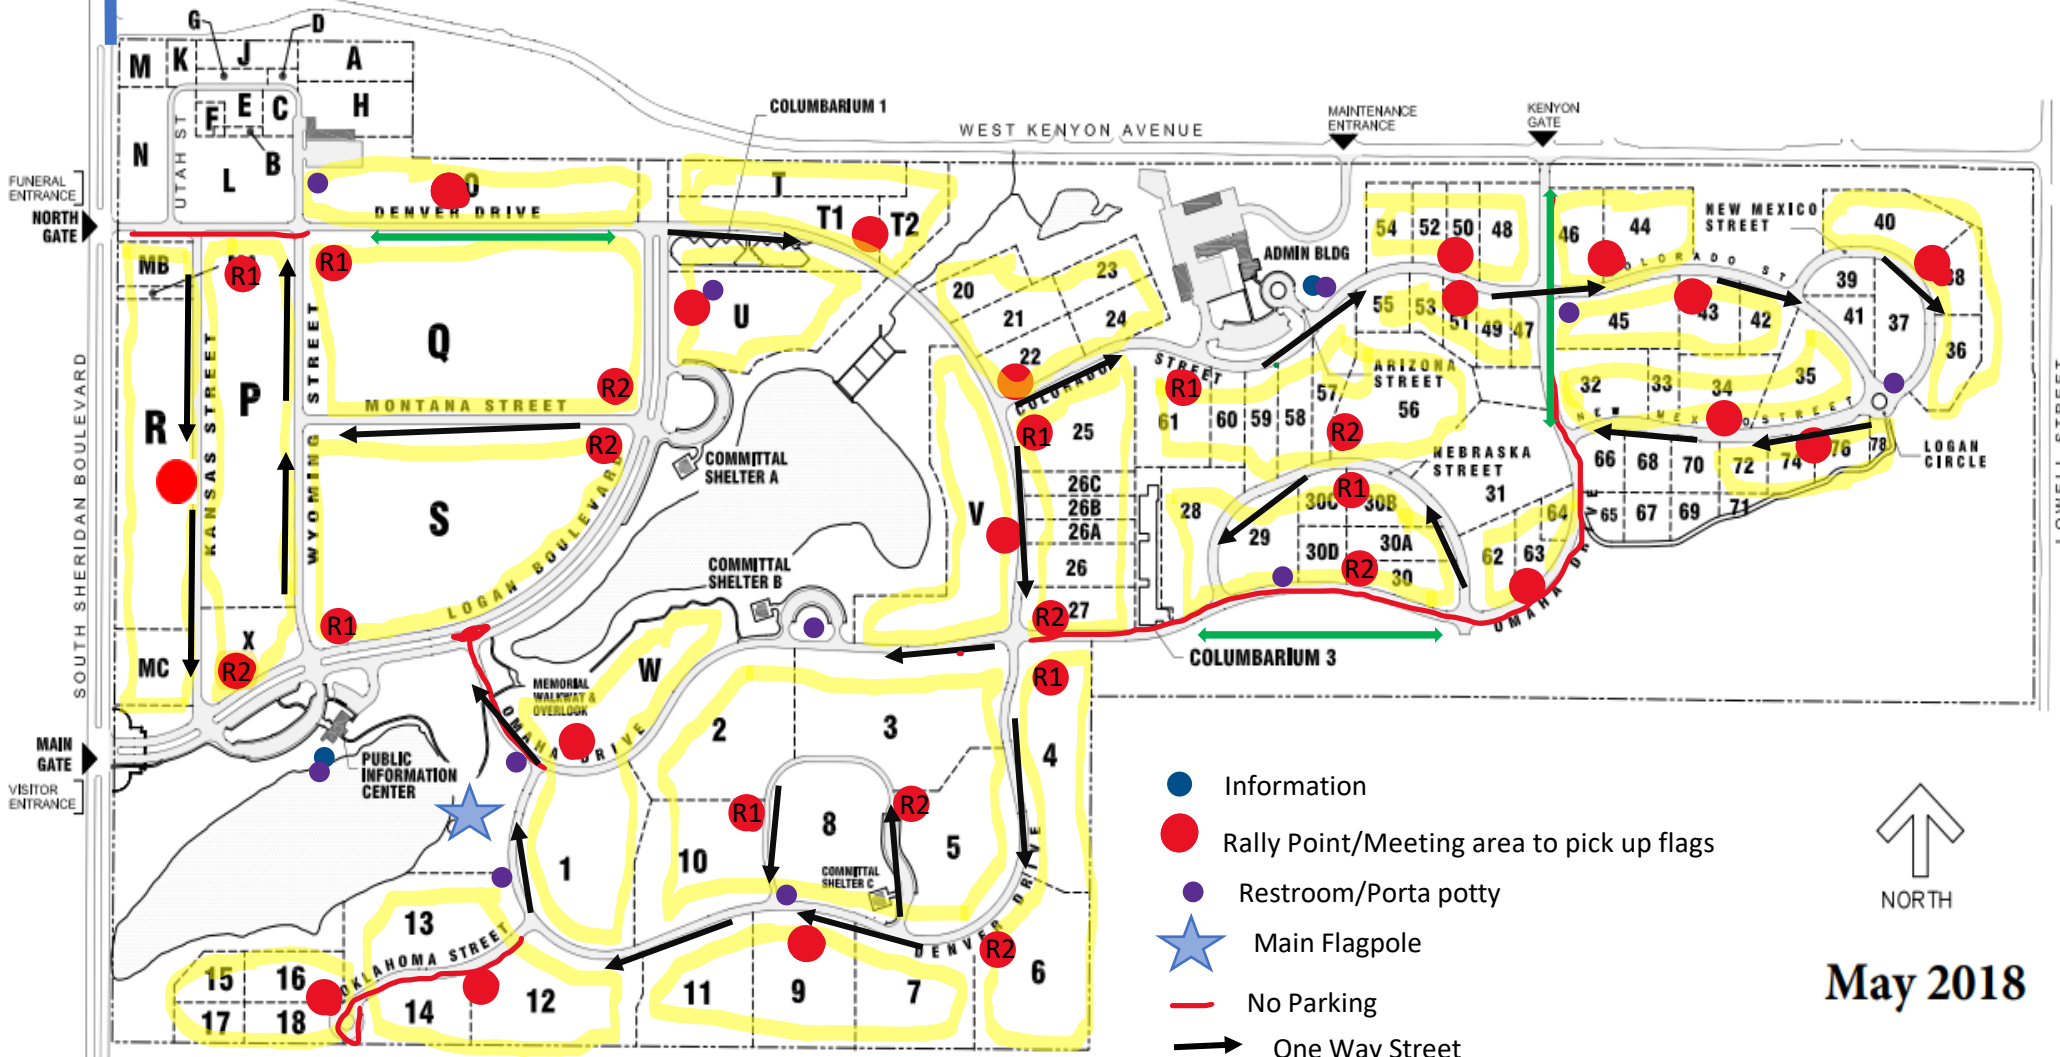 G
D
M
K
J
A
E
C
H
F
N
B
L
UTAH ST
COLUMBARIUM 1
WEST KENYON AVENUE
MAINTENANCE
ENTRANCE
KENYON
GATE
FUNERAL
ENTRANCE
NORTH
GATE
O
DENVER DRIVE
T
T1
T2
MB
R1
R1
Q
U
R
P
KANSAS STREET
WYOMING STREET
MONTANA STREET
R2
R2
S
LOGAN BOULEVARD
COMMITTAL
SHELTER A
COMMITTAL
SHELTER B
SOUTH SHERIDAN BOULEVARD
X
MC
R2
R1
MAIN
GATE
VISITOR
ENTRANCE
PUBLIC
INFORMATION
CENTER
MEMORIAL
WALKWAY &
OVERLOOK
OMAHA DRIVE
W
V
20
21
22
23
24
COLORADO STREET
R1
25
26C
26B
26A
26
R2
27
ADMIN BLDG
54
52
50
48
55
53
51
49
47
46
44
COLORADO ST
NEW MEXICO
STREET
40
39
38
41
37
36
45
43
42
32
33
34
35
NEW MEXICO STREET
LOGAN
CIRCLE
66
68
70
72
74
76
78
65
67
69
71
ARIZONA
STREET
R1
61
60
59
58
57
56
R2
NEBRASKA
STREET
31
28
29
30C
R1
30B
30D
30A
R2
30
62
63
64
OMAHA DRIVE
COLUMBARIUM 3
LOWELL STREET
R1
2
3
4
R1
8
R2
5
10
1
COMMITTAL
SHELTER C
DENVER DRIVE
R2
6
13
OKLAHOMA STREET
15
16
17
18
14
12
11
9
7
Information
Rally Point/Meeting area to pick up flags
Restroom/Porta potty
Main Flagpole
No Parking
One Way Street
NORTH
May 2018